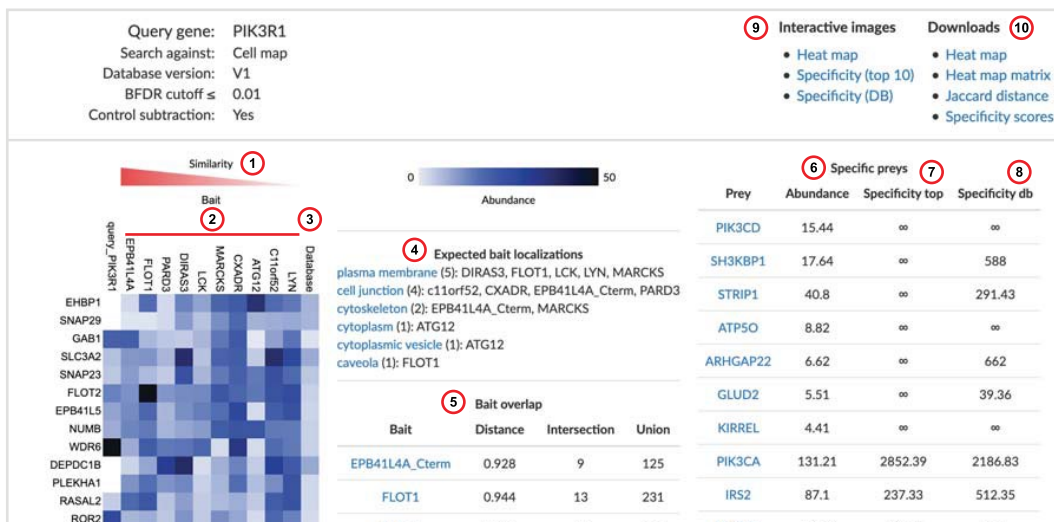 Query gene: PIK3R1
Search against: Cell map
Database version: V1
BFDR cutoff ≤ 0.01
Control subtraction: Yes
9 Interactive images
• Heat map
• Specificity (top 10)
• Specificity (DB)
Downloads 10
• Heat map
• Heat map matrix
• Jaccard distance
• Specificity scores
Similarity 1
Bait
2 3
query_PIK3R1
EPB41L4A
FLOT1
PARD3
DIRAS3
LCK
MARCKS
CXADR
ATG12
C11orf52
LYN
Database
EHBP1
SNAP29
GAB1
SLC3A2
SNAP23
FLOT2
EPB41L5
NUMB
WDR6
DEPDC1B
PLEKHA1
RASAL2
ROR2
0 50
Abundance
4 Expected bait localizations
plasma membrane (5): DIRAS3, FLOT1, LCK, LYN, MARCKS
cell junction (4): c11orf52, CXADR, EPB41L4A_Cterm, PARD3
cytoskeleton (2): EPB41L4A_Cterm, MARCKS
cytoplasm (1): ATG12
cytoplasmic vesicle (1): ATG12
caveola (1): FLOT1
5 Bait overlap
Bait Distance Intersection Union
EPB41L4A_Cterm 0.928 9 125
FLOT1 0.944 13 231
6 Specific preys 7 8
Prey Abundance Specificity top Specificity db
PIK3CD 15.44 ∞ ∞
SH3KBP1 17.64 ∞ 588
STRIP1 40.8 ∞ 291.43
ATP5O 8.82 ∞ ∞
ARHGAP22 6.62 ∞ 662
GLUD2 5.51 ∞ 39.36
KIRREL 4.41 ∞ ∞
PIK3CA 131.21 2852.39 2186.83
IRS2 87.1 237.33 512.35